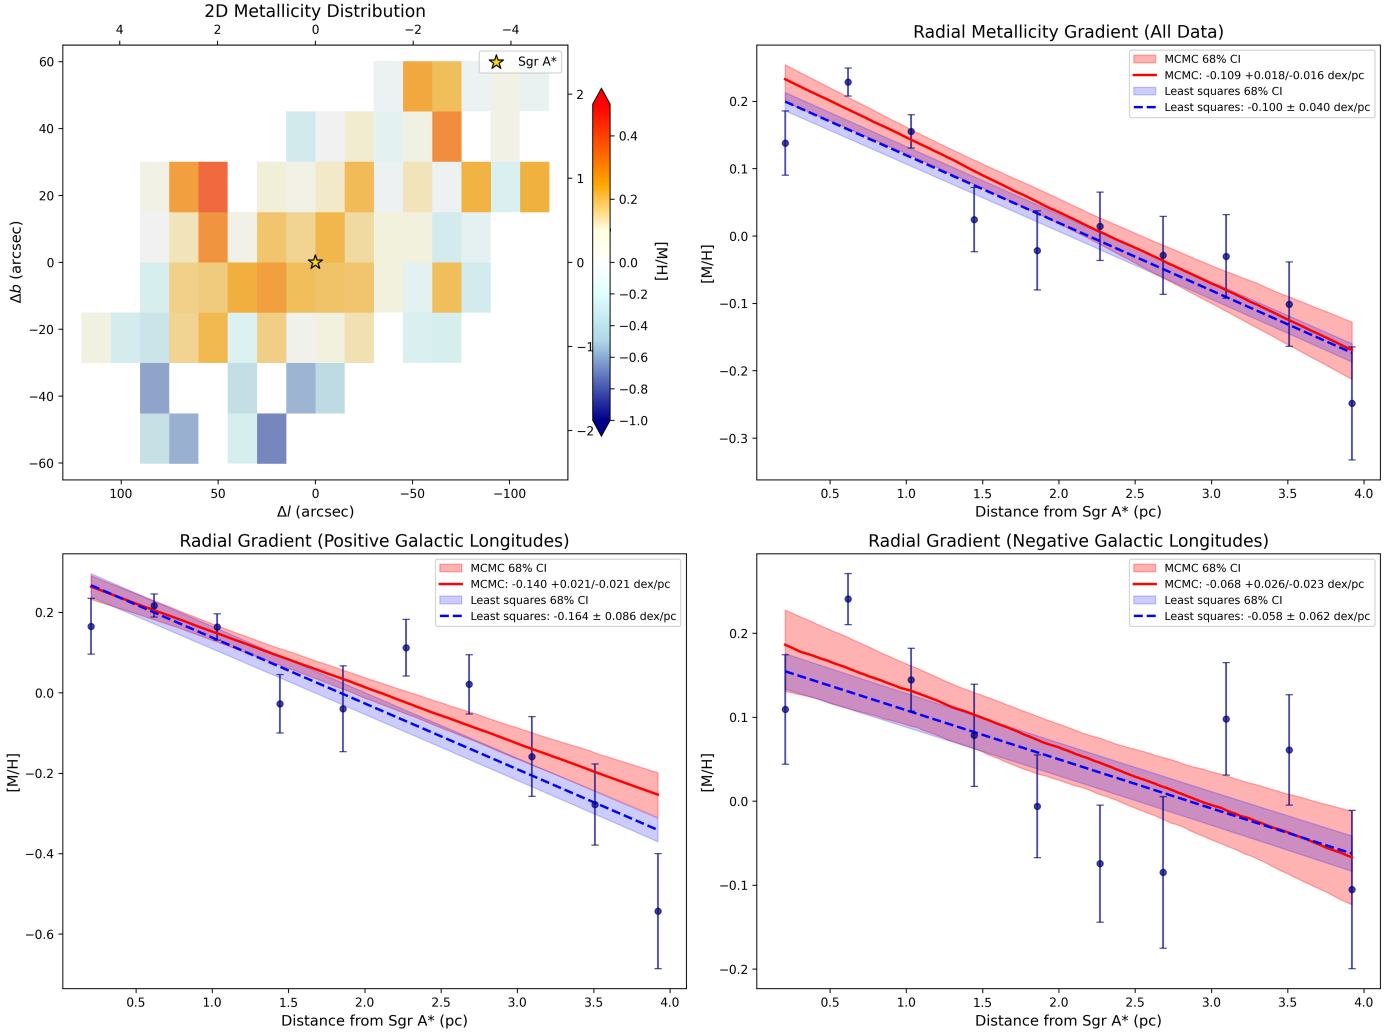 2D Metallicity Distribution
4 2 0 −2 −4
Sgr A*
60
40
20
0
−20
−40
−60
Δb (arcsec)
100 50 0 −50 −100
Δl (arcsec)
2
1
−1
−2
0.4
0.2
0.0
−0.2
−0.4
−0.6
−0.8
−1.0
[M/H]
Radial Metallicity Gradient (All Data)
MCMC 68% CI
MCMC: -0.109 +0.018/-0.016 dex/pc
Least squares 68% CI
Least squares: -0.100 ± 0.040 dex/pc
0.2
0.1
0.0
−0.1
−0.2
−0.3
[M/H]
0.5 1.0 1.5 2.0 2.5 3.0 3.5 4.0
Distance from Sgr A* (pc)
Radial Gradient (Positive Galactic Longitudes)
MCMC 68% CI
MCMC: -0.140 +0.021/-0.021 dex/pc
Least squares 68% CI
Least squares: -0.164 ± 0.086 dex/pc
0.2
0.0
−0.2
−0.4
−0.6
[M/H]
0.5 1.0 1.5 2.0 2.5 3.0 3.5 4.0
Distance from Sgr A* (pc)
Radial Gradient (Negative Galactic Longitudes)
MCMC 68% CI
MCMC: -0.068 +0.026/-0.023 dex/pc
Least squares 68% CI
Least squares: -0.058 ± 0.062 dex/pc
0.2
0.1
0.0
−0.1
−0.2
[M/H]
0.5 1.0 1.5 2.0 2.5 3.0 3.5 4.0
Distance from Sgr A* (pc)